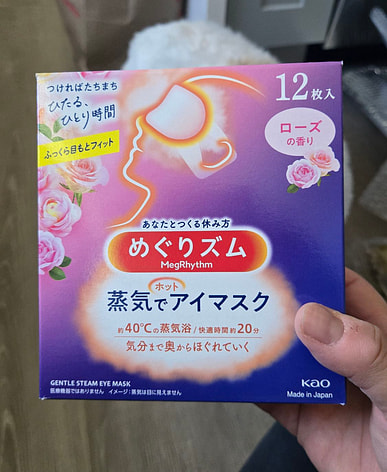 つければたちまち
ひたる、
ひとり時間
ふっくら目もとフィット
12枚入
ローズ
の香り
あなたとつくる休み方
めぐりズム
MegRhythm
ホット
蒸気でアイマスク
約40℃の蒸気浴/快適時間 約20分
気分まで奥からほぐれていく
GENTLE STEAM EYE MASK
医療機器ではありません イメージ:蒸気は目に見えません
Kao
Made in Japan